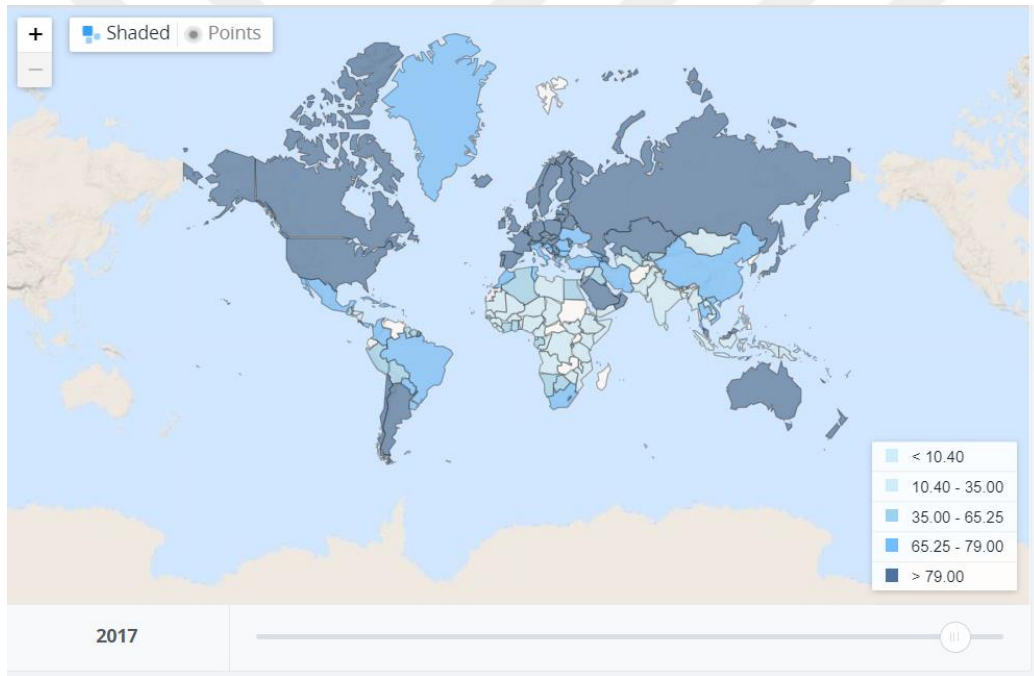 +
Shaded
Points
−
< 10.40
10.40 - 35.00
35.00 - 65.25
65.25 - 79.00
> 79.00
2017